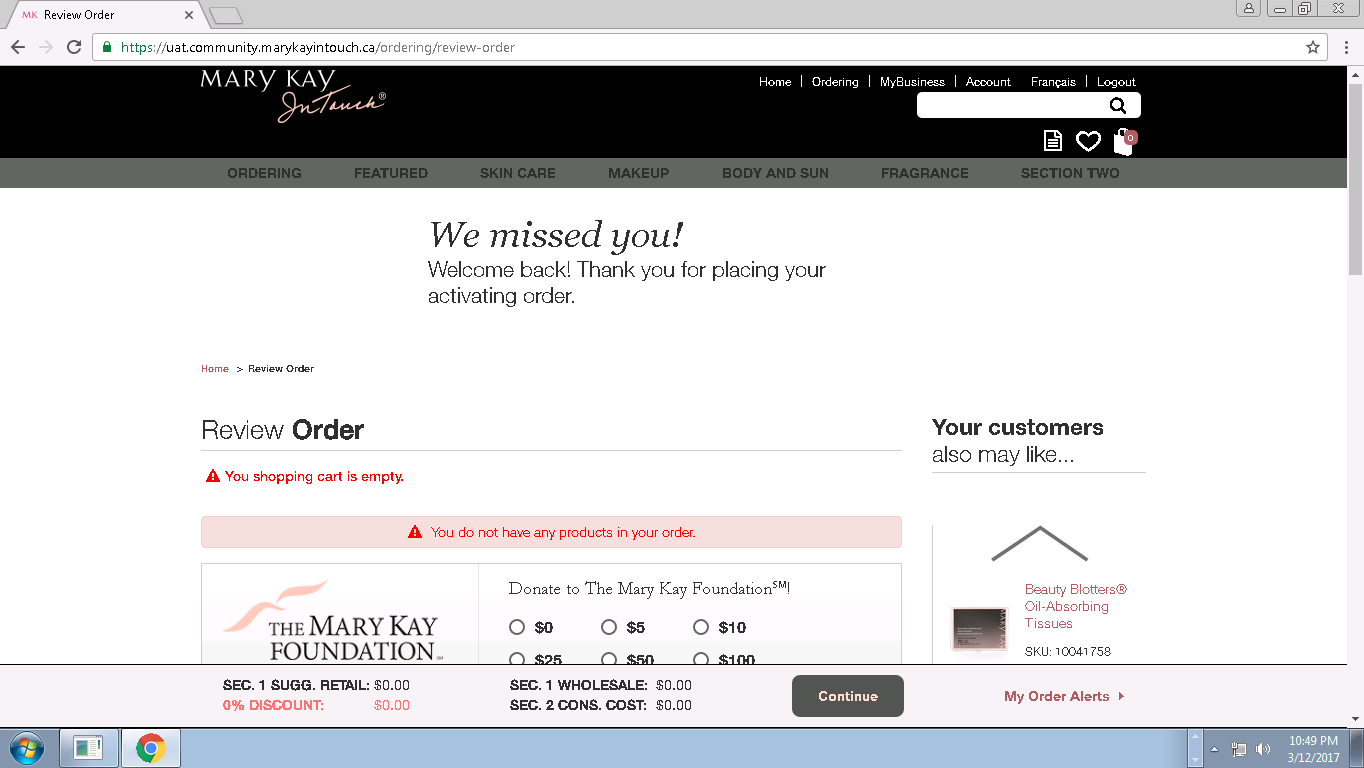 MK Review Order
https://uat.community.marykayintouch.ca/ordering/review-order
MARY KAY
InTouch®
Home Ordering MyBusiness Account Français Logout
0
ORDERING FEATURED SKIN CARE MAKEUP BODY AND SUN FRAGRANCE SECTION TWO
We missed you!
Welcome back! Thank you for placing your
activating order.
Home > Review Order
Review Order
You shopping cart is empty.
You do not have any products in your order.
THE MARY KAY
FOUNDATION℠
Donate to The Mary Kay Foundation℠!
$0 $5 $10
$25 $50 $100
Your customers
also may like...
Beauty Blotters®
Oil-Absorbing
Tissues
SKU: 10041758
SEC. 1 SUGG. RETAIL: $0.00
0% DISCOUNT: $0.00
SEC. 1 WHOLESALE: $0.00
SEC. 2 CONS. COST: $0.00
Continue
My Order Alerts
10:49 PM
3/12/2017